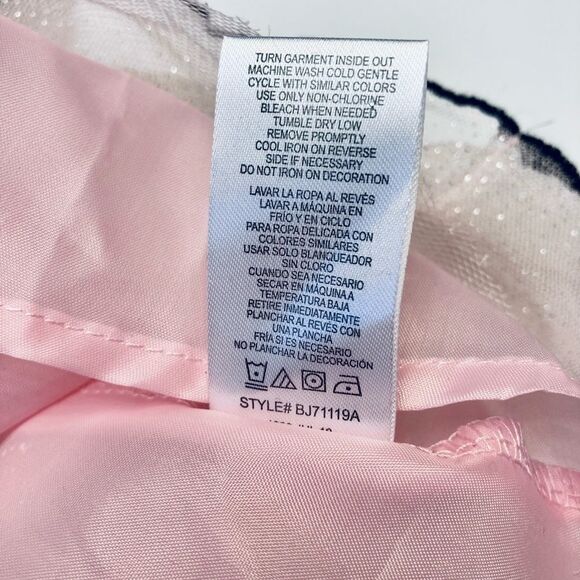 TURN GARMENT INSIDE OUT
MACHINE WASH COLD GENTLE
CYCLE WITH SIMILAR COLORS
USE ONLY NON-CHLORINE
BLEACH WHEN NEEDED
TUMBLE DRY LOW
REMOVE PROMPTLY
COOL IRON ON REVERSE
SIDE IF NECESSARY
DO NOT IRON ON DECORATION
LAVAR LA ROPA AL REVÉS
LAVAR A MÁQUINA EN
FRÍO Y EN CICLO
PARA ROPA DELICADA CON
COLORES SIMILARES
USAR SOLO BLANQUEADOR
SIN CLORO
CUANDO SEA NECESARIO
SECAR EN MÁQUINA A
TEMPERATURA BAJA
RETIRE INMEDIATAMENTE
PLANCHAR AL REVÉS CON
UNA PLANCHA
FRÍA SI ES NECESARIO
NO PLANCHAR LA DECORACIÓN
STYLE# BJ71119A